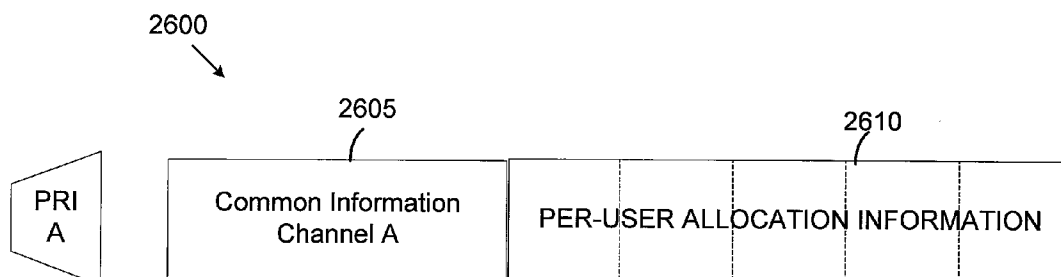 2600
2605
2610
PRI
A
Common Information
Channel A
PER-USER ALLOCATION INFORMATION